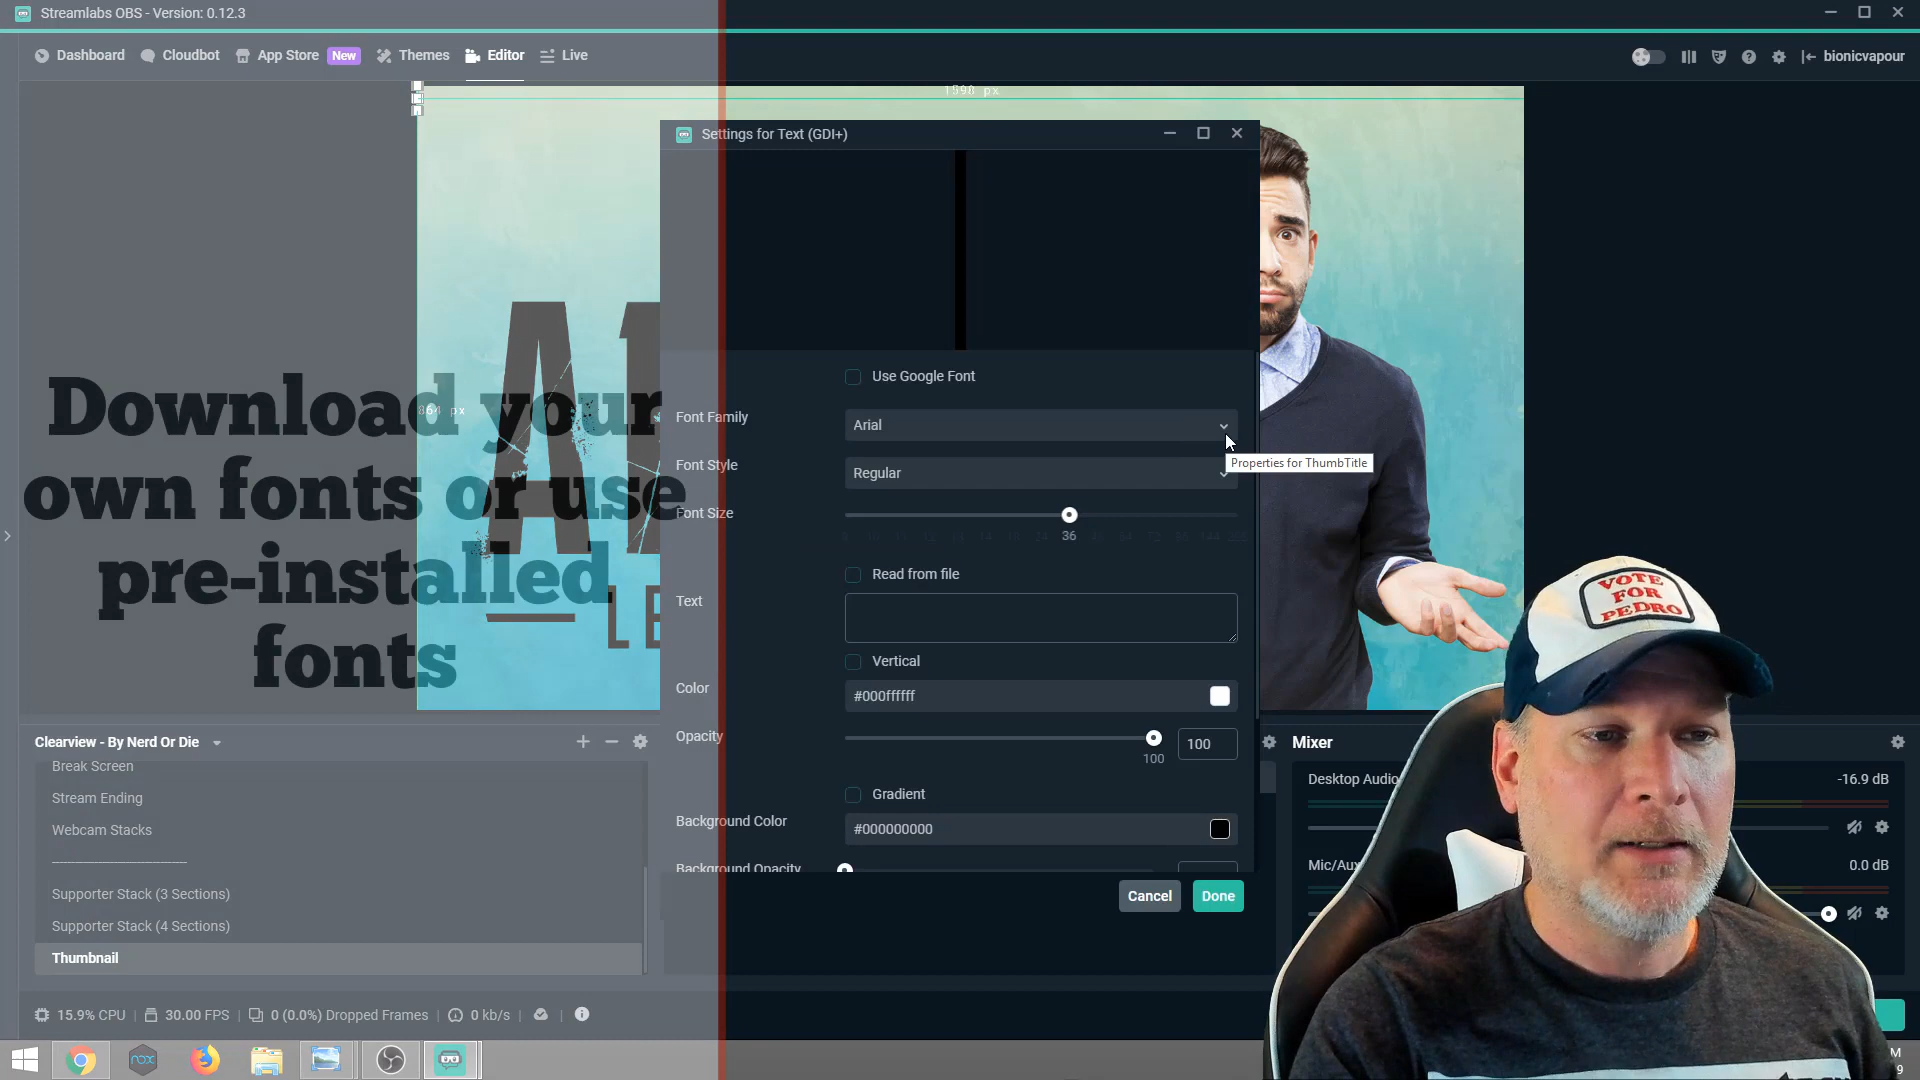 Streamlabs OBS - Version: 0.12.3
Dashboard
Cloudbot
App Store
New
Themes
Editor
Live
bionicvapour
1598 px
Settings for Text (GDI+)
Use Google Font
Font Family
Arial
Properties for ThumbTitle
Font Style
Regular
Font Size
36
Read from file
Text
Vertical
Color
#000ffffff
Opacity
100
100
Gradient
Background Color
#000000000
Background Opacity
Cancel
Done
864 px
Download your
own fonts or use
pre-installed
fonts
VOTE
FOR
PEDRO
Clearview - By Nerd Or Die
Break Screen
Stream Ending
Webcam Stacks
Supporter Stack (3 Sections)
Supporter Stack (4 Sections)
Thumbnail
Mixer
Desktop Audio
-16.9 dB
Mic/Aux
0.0 dB
15.9% CPU
30.00 FPS
0 (0.0%) Dropped Frames
0 kb/s
nox